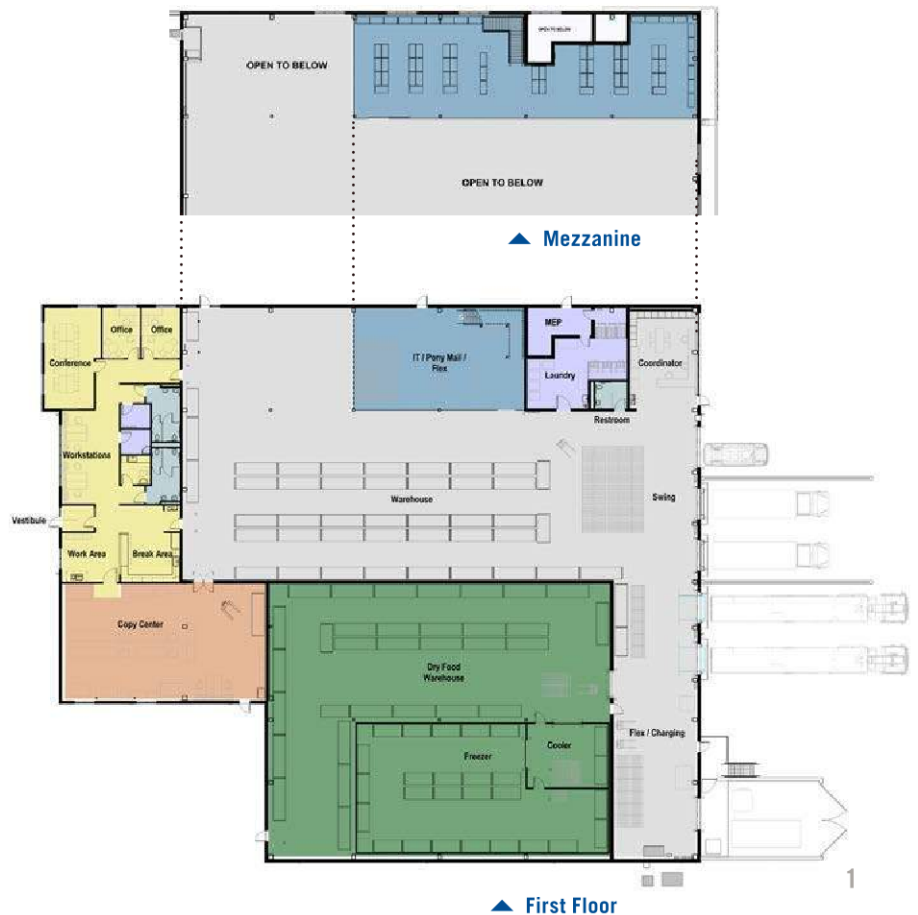 OPEN TO BELOW
OPEN TO BELOW
OPEN TO BELOW
▲ Mezzanine
Office
Office
Conference
MEP
IT / Pony Mail /
Flex
Laundry
Coordinator
Restroom
Workstations
Warehouse
Swing
Vestibule
Work Area
Break Area
Copy Center
Dry Food
Warehouse
Flex / Charging
Cooler
Freezer
1
▲ First Floor